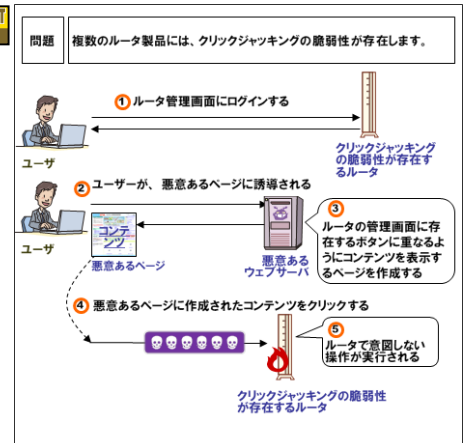 問題
複数のルータ製品には、クリックジャッキングの脆弱性が存在します。
① ルータ管理画面にログインする
ユーザ
クリックジャッキング
の脆弱性が存在す
るルータ
② ユーザーが、悪意あるページに誘導される
ユーザ
コンテ
ンツ
悪意あるページ
悪意ある
ウェブサーバ
③
ルータの管理画面に存
在するボタンに重なるよ
うにコンテンツを表示す
るページを作成する
④ 悪意あるページに作成されたコンテンツをクリックする
⑤
ルータで意図しない
操作が実行される
クリックジャッキングの脆弱性
が存在するルータ